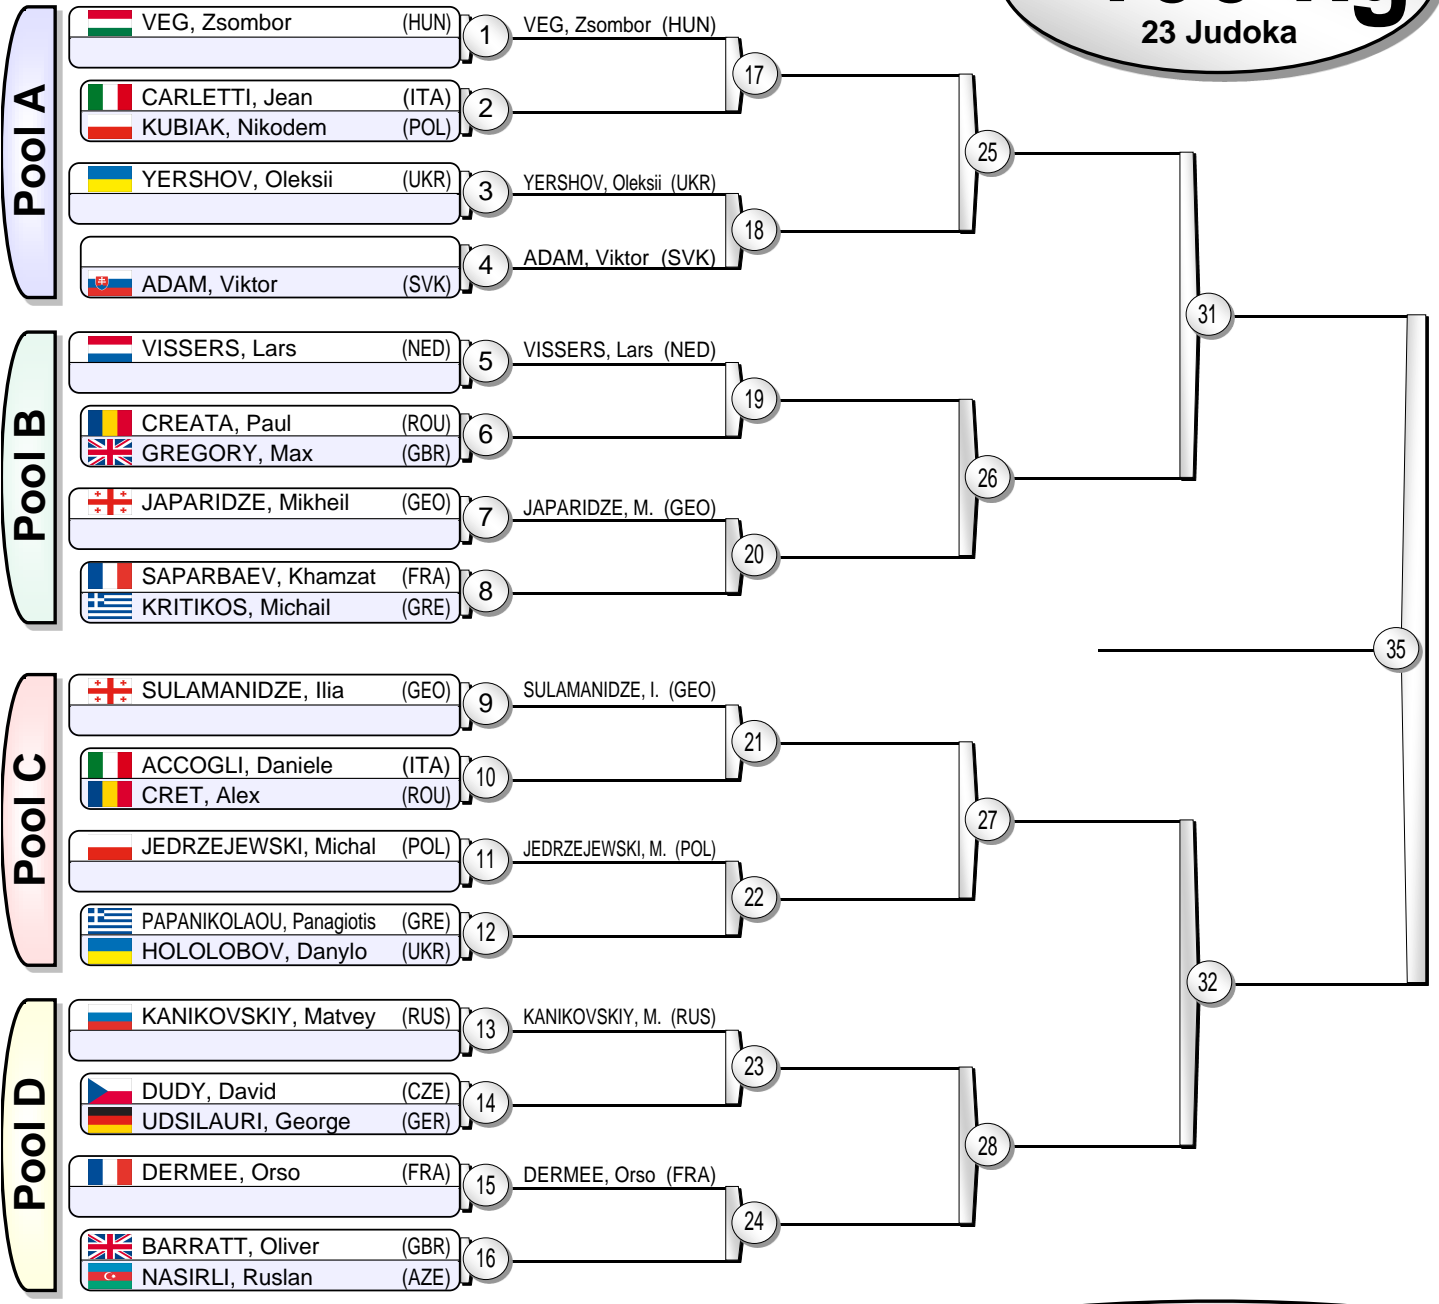 23 Judoka
Pool A
VEG, Zsombor (HUN)
1
VEG, Zsombor (HUN)
17
CARLETTI, Jean (ITA)
KUBIAK, Nikodem (POL)
2
25
YERSHOV, Oleksii (UKR)
3
YERSHOV, Oleksii (UKR)
18
ADAM, Viktor (SVK)
4
ADAM, Viktor (SVK)
31
Pool B
VISSERS, Lars (NED)
5
VISSERS, Lars (NED)
19
CREATA, Paul (ROU)
GREGORY, Max (GBR)
6
26
JAPARIDZE, Mikheil (GEO)
7
JAPARIDZE, M. (GEO)
20
SAPARBAEV, Khamzat (FRA)
KRITIKOS, Michail (GRE)
8
35
Pool C
SULAMANIDZE, Ilia (GEO)
9
SULAMANIDZE, I. (GEO)
21
ACCOGLI, Daniele (ITA)
CRET, Alex (ROU)
10
27
JEDRZEJEWSKI, Michal (POL)
11
JEDRZEJEWSKI, M. (POL)
22
PAPANIKOLAOU, Panagiotis (GRE)
HOLOLOBOV, Danylo (UKR)
12
32
Pool D
KANIKOVSKIY, Matvey (RUS)
13
KANIKOVSKIY, M. (RUS)
23
DUDY, David (CZE)
UDSILAURI, George (GER)
14
28
DERMEE, Orso (FRA)
15
DERMEE, Orso (FRA)
24
BARRATT, Oliver (GBR)
NASIRLI, Ruslan (AZE)
16